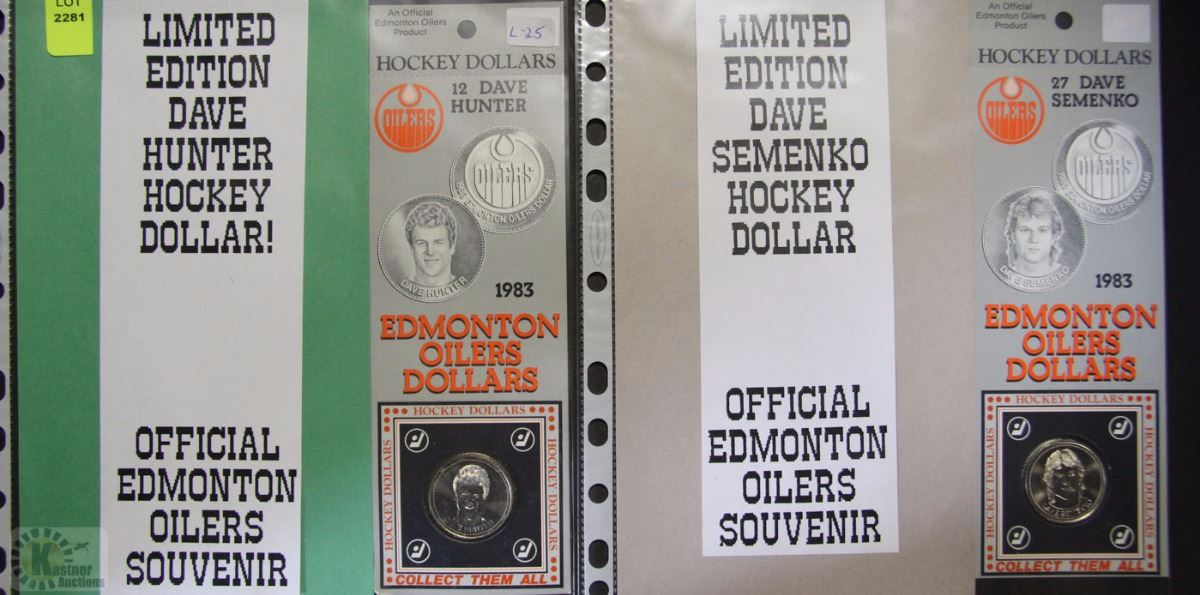 LOT
2281
LIMITED
EDITION
DAVE
HUNTER
HOCKEY
DOLLAR!
OFFICIAL
EDMONTON
OILERS
SOUVENIR
Kastner
Auctions
An Official
Edmonton Oilers
Product
L-25
HOCKEY DOLLARS
12 DAVE
HUNTER
OILERS
OILERS
1983 EDMONTON OILERS DOLLAR
DAVE HUNTER
1983
EDMONTON
OILERS
DOLLARS
HOCKEY DOLLARS
HOCKEY DOLLARS
HOCKEY DOLLARS
DAVE HUNTER
COLLECT THEM ALL
LIMITED
EDITION
DAVE
SEMENKO
HOCKEY
DOLLAR
OFFICIAL
EDMONTON
OILERS
SOUVENIR
An Official
Edmonton Oilers
Product
HOCKEY DOLLARS
27 DAVE
SEMENKO
OILERS
OILERS
1983 EDMONTON OILERS DOLLAR
DAVE SEMENKO
1983
EDMONTON
OILERS
DOLLARS
HOCKEY DOLLARS
HOCKEY DOLLARS
HOCKEY DOLLARS
COLLECT THEM ALL